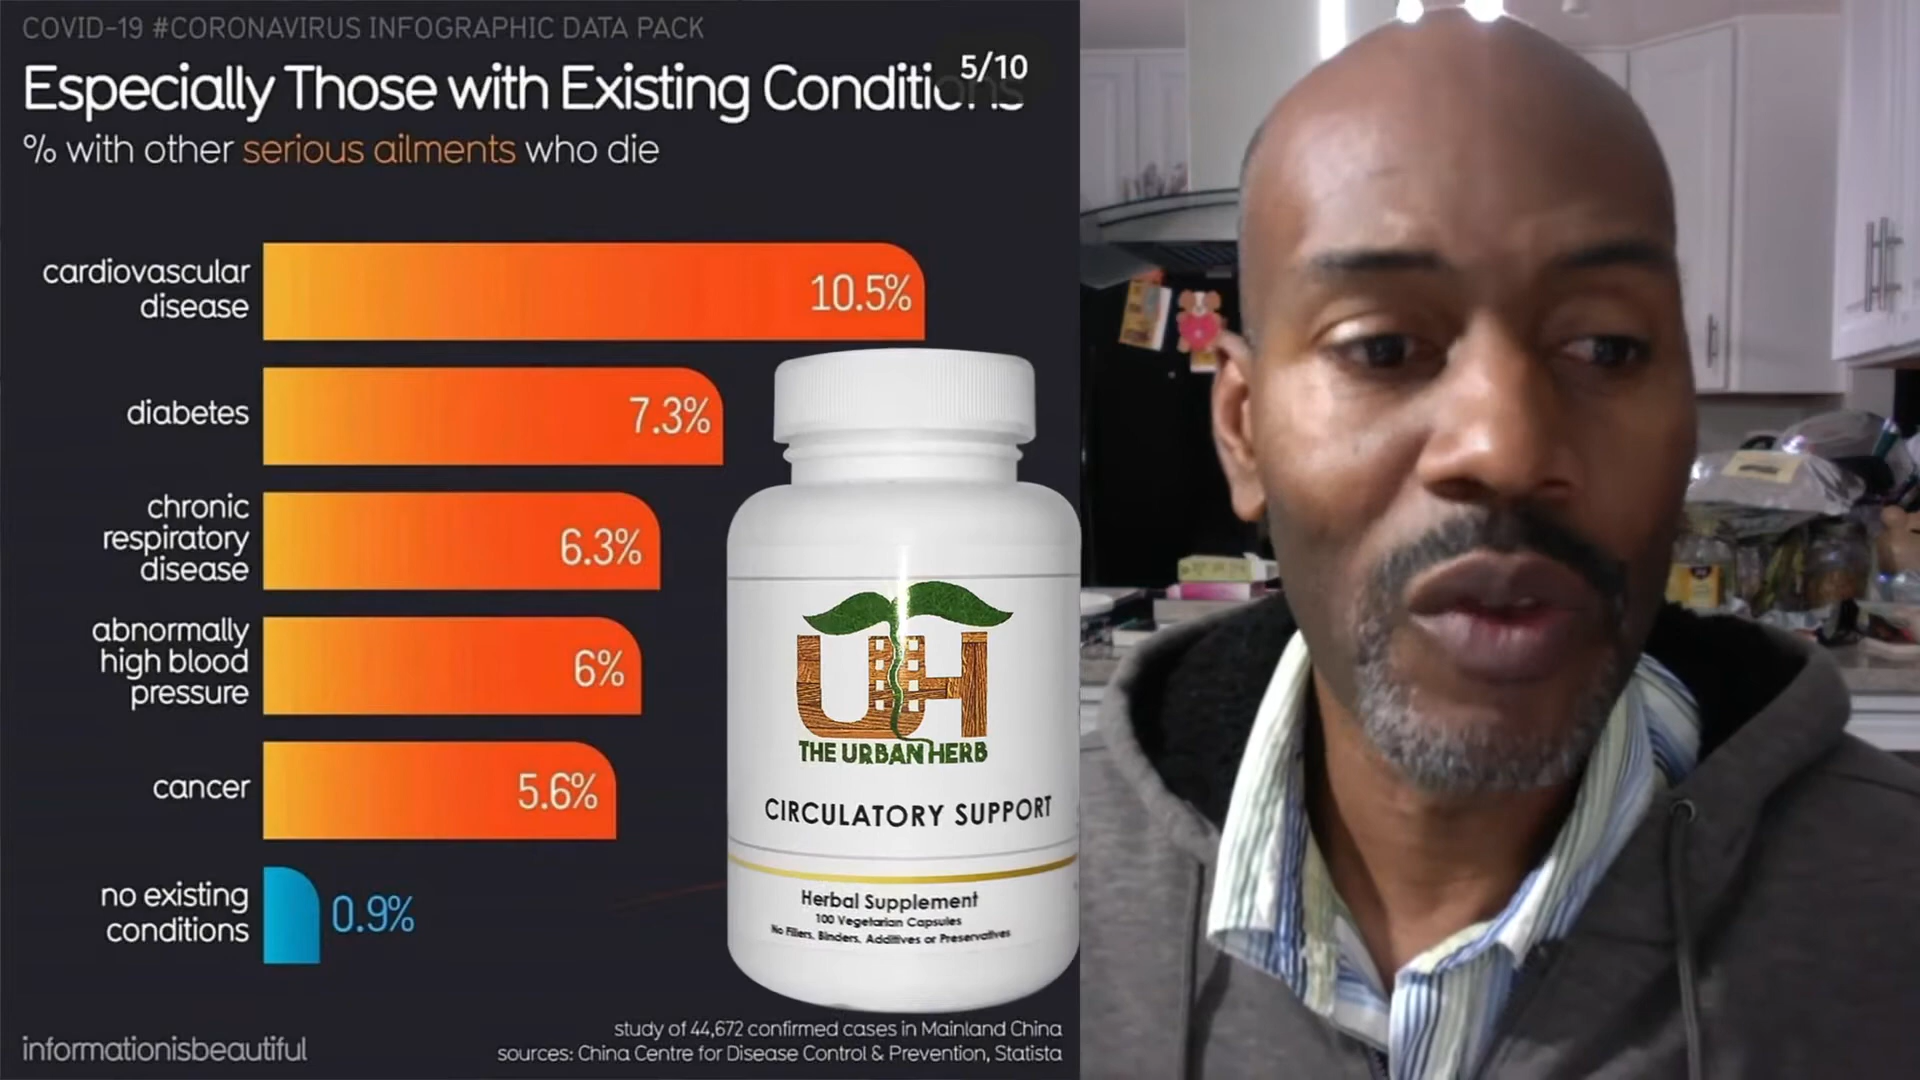 COVID-19 #CORONAVIRUS INFOGRAPHIC DATA PACK
Especially Those with Existing Conditions
5/10
% with other serious ailments who die
cardiovascular
disease
10.5%
diabetes
7.3%
chronic
respiratory
disease
6.3%
abnormally
high blood
pressure
6%
cancer
5.6%
no existing
conditions
0.9%
UH
THE URBAN HERB
CIRCULATORY SUPPORT
Herbal Supplement
100 Vegetarian Capsules
No Fillers, Binders, Additives or Preservatives
informationisbeautiful
study of 44,672 confirmed cases in Mainland China
sources: China Centre for Disease Control & Prevention, Statista